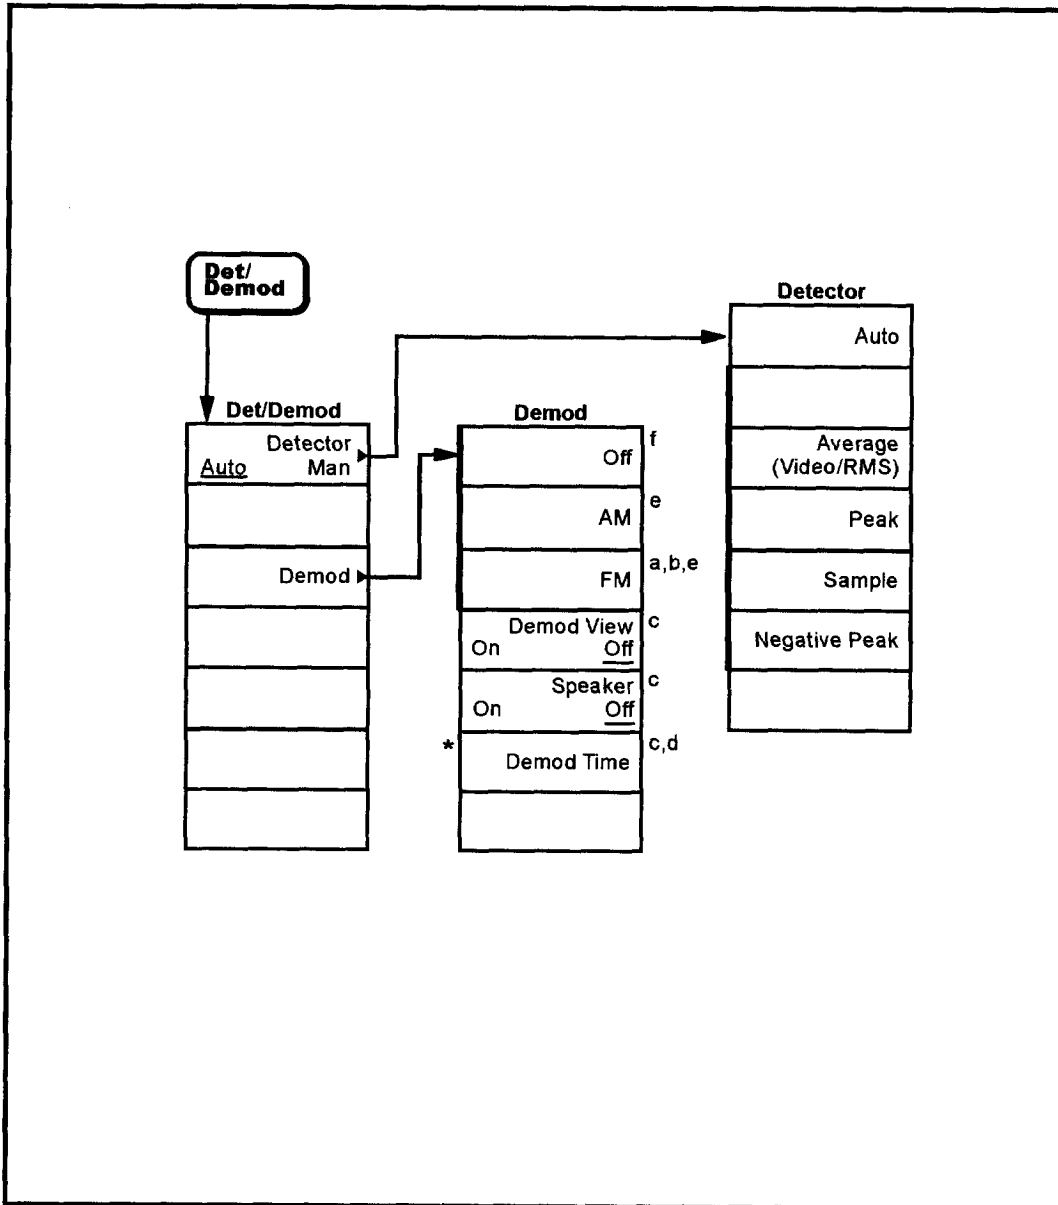 Det/
Demod
Det/Demod
Detector
Auto Man
Demod
Demod
Off f
AM e
FM a,b,e
Demod View c
On Off
Speaker c
On Off
* Demod Time c,d
Detector
Auto
Average
(Video/RMS)
Peak
Sample
Negative Peak